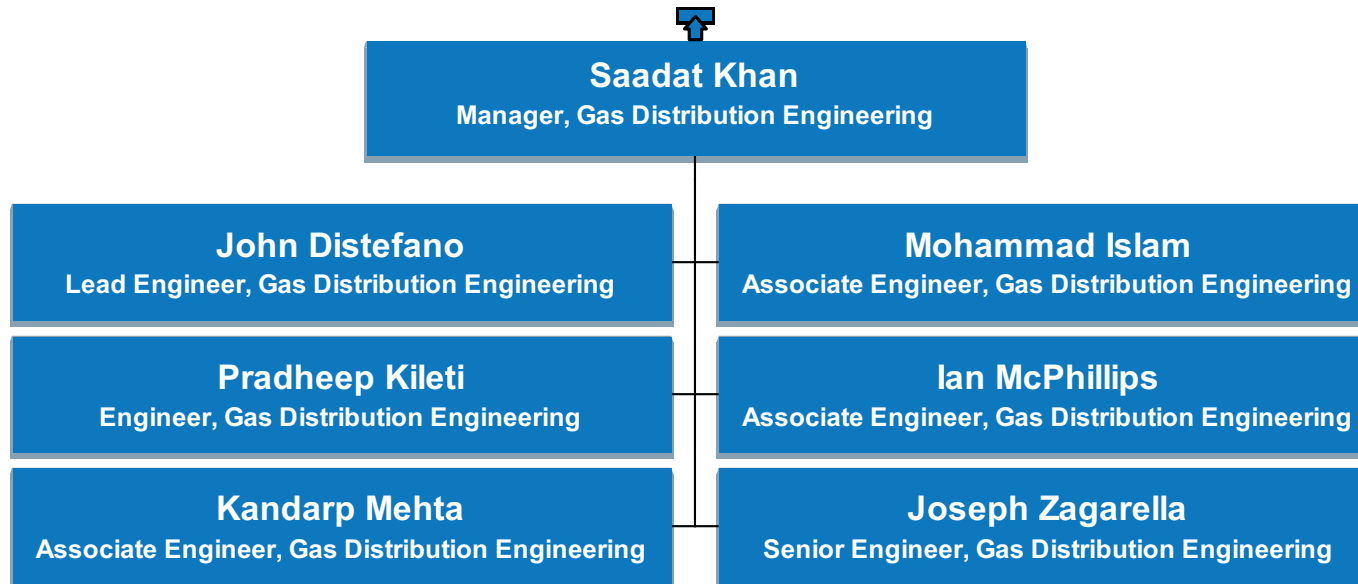 Saadat Khan
Manager, Gas Distribution Engineering
John Distefano
Lead Engineer, Gas Distribution Engineering
Mohammad Islam
Associate Engineer, Gas Distribution Engineering
Pradheep Kileti
Engineer, Gas Distribution Engineering
Ian McPhillips
Associate Engineer, Gas Distribution Engineering
Kandarp Mehta
Associate Engineer, Gas Distribution Engineering
Joseph Zagarella
Senior Engineer, Gas Distribution Engineering